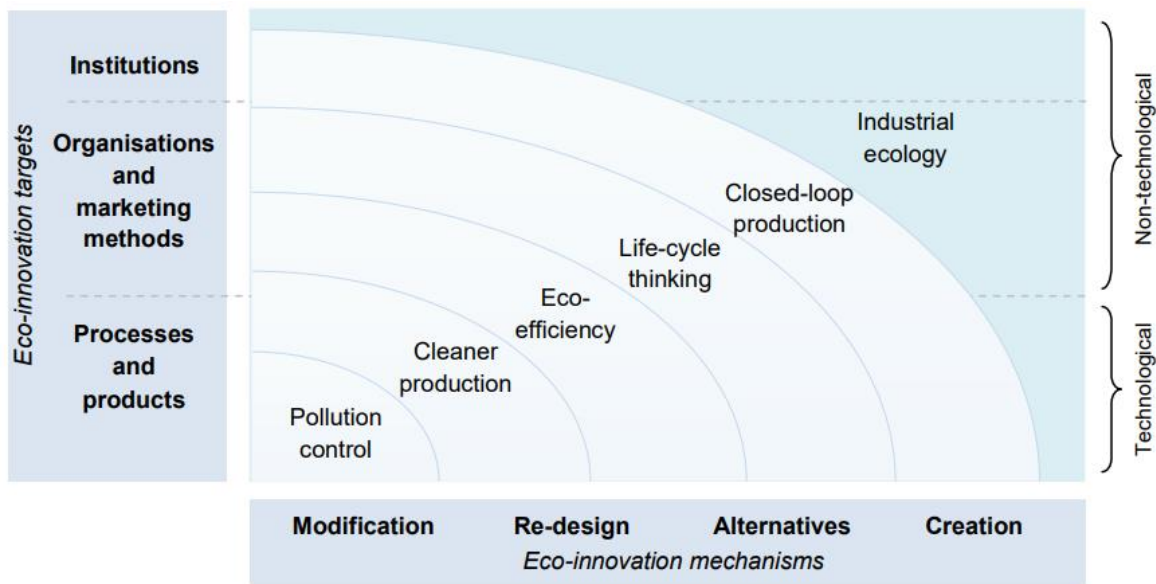 Eco-innovation targets
Institutions
Organisations
and
marketing
methods
Processes
and
products
Industrial
ecology
Closed-loop
production
Life-cycle
thinking
Eco-
efficiency
Cleaner
production
Pollution
control
Non-technological
Technological
Modification Re-design Alternatives Creation
Eco-innovation mechanisms